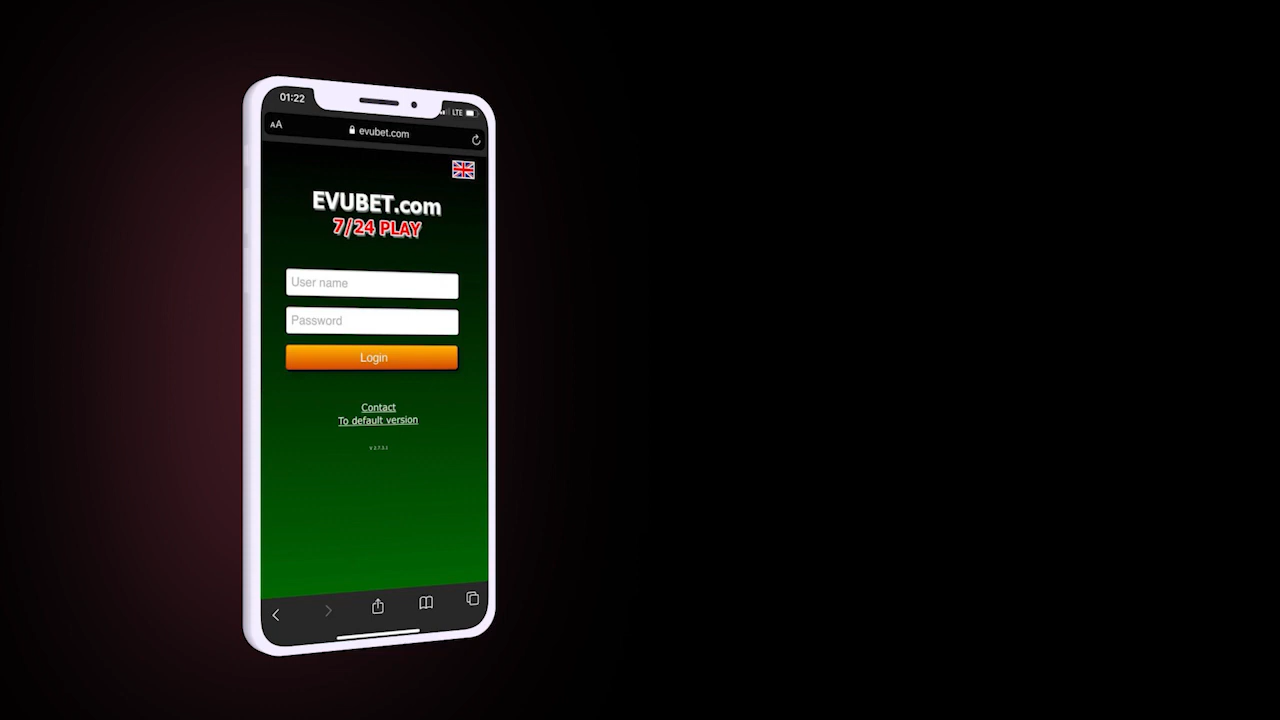 01:22
LTE
AA
evubet.com
EVUBET.com
7/24 PLAY
User name
Password
Login
Contact
To default version